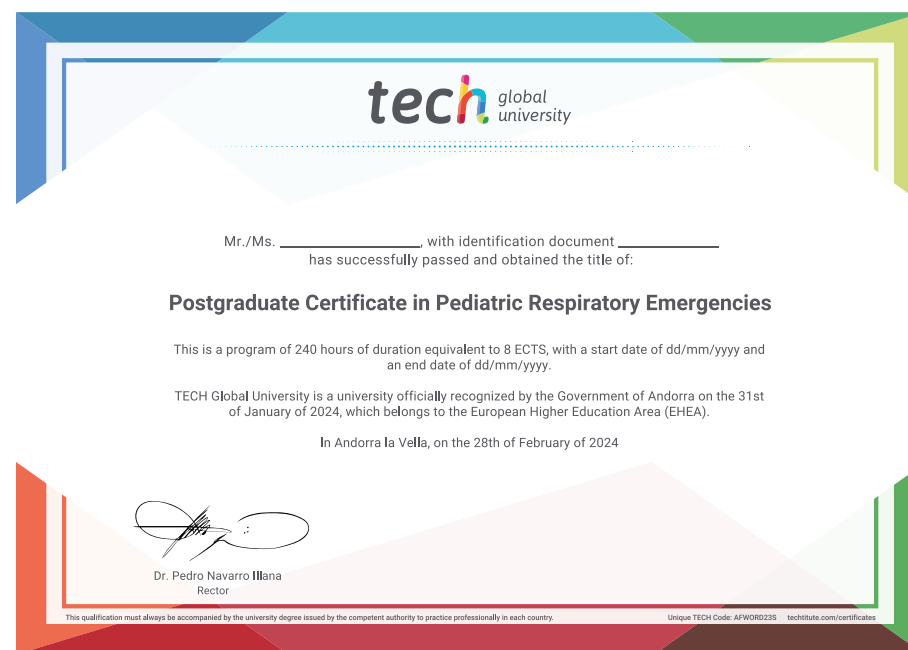 tech global university
Mr./Ms. ____________, with identification document ____________
has successfully passed and obtained the title of:
Postgraduate Certificate in Pediatric Respiratory Emergencies
This is a program of 240 hours of duration equivalent to 8 ECTS, with a start date of dd/mm/yyyy and
an end date of dd/mm/yyyy.
TECH Global University is a university officially recognized by the Government of Andorra on the 31st
of January of 2024, which belongs to the European Higher Education Area (EHEA).
In Andorra la Vella, on the 28th of February of 2024
Dr. Pedro Navarro Illana
Rector
This qualification must always be accompanied by the university degree issued by the competent authority to practice professionally in each country.
Unique TECH Code: AFWORD23S techtitute.com/certificates